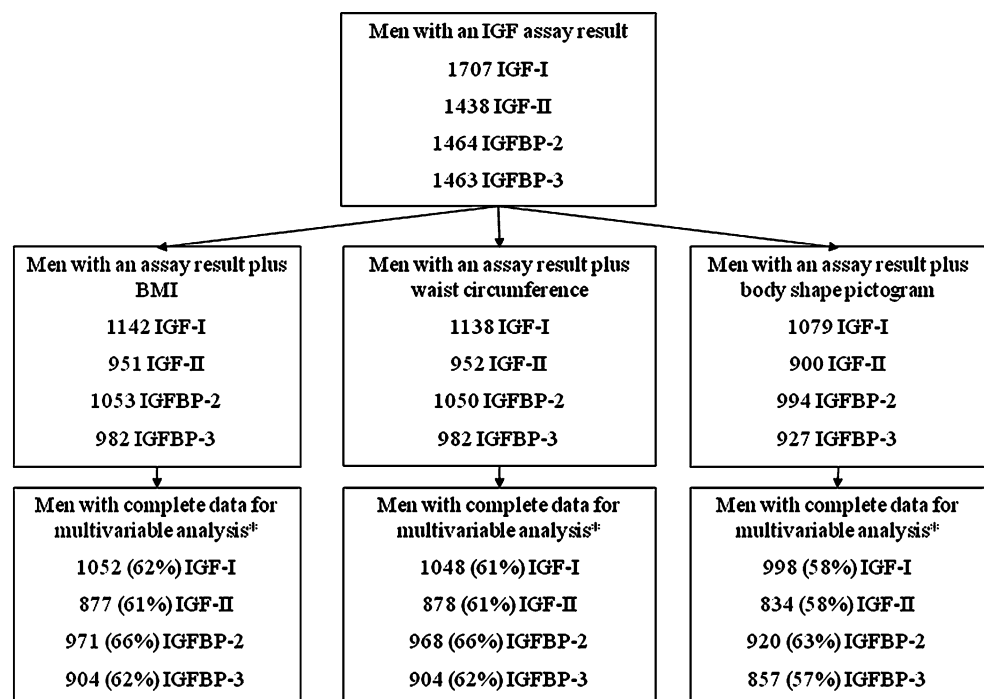 Men with an IGF assay result
1707 IGF-I
1438 IGF-II
1464 IGFBP-2
1463 IGFBP-3
Men with an assay result plus
BMI
1142 IGF-I
951 IGF-II
1053 IGFBP-2
982 IGFBP-3
Men with an assay result plus
waist circumference
1138 IGF-I
952 IGF-II
1050 IGFBP-2
982 IGFBP-3
Men with an assay result plus
body shape pictogram
1079 IGF-I
900 IGF-II
994 IGFBP-2
927 IGFBP-3
Men with complete data for
multivariable analysis*
1052 (62%) IGF-I
877 (61%) IGF-II
971 (66%) IGFBP-2
904 (62%) IGFBP-3
Men with complete data for
multivariable analysis*
1048 (61%) IGF-I
878 (61%) IGF-II
968 (66%) IGFBP-2
904 (62%) IGFBP-3
Men with complete data for
multivariable analysis*
998 (58%) IGF-I
834 (58%) IGF-II
920 (63%) IGFBP-2
857 (57%) IGFBP-3